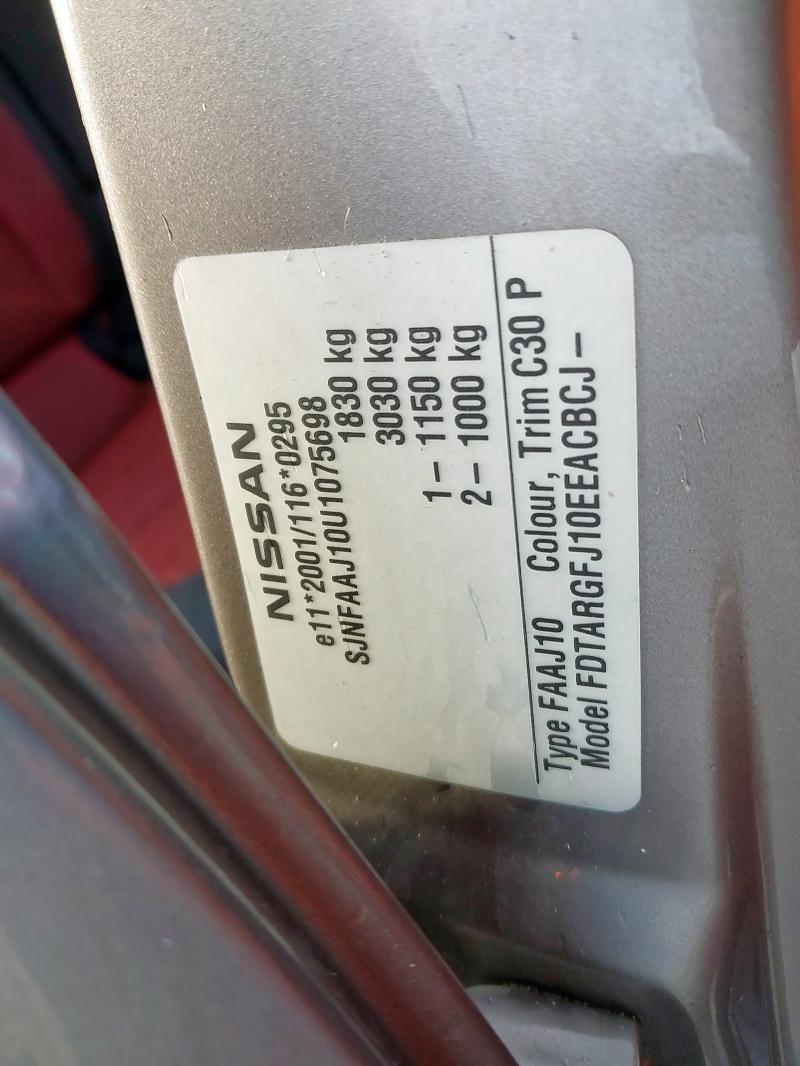 NISSAN
e11*2001/116*0295
SJNFAAJ10U1075698
1830 kg
3030 kg
1– 1150 kg
2– 1000 kg
Type FAAJ10 Colour, Trim C30 P
Model FDTARGFJ10EEACBCJ –